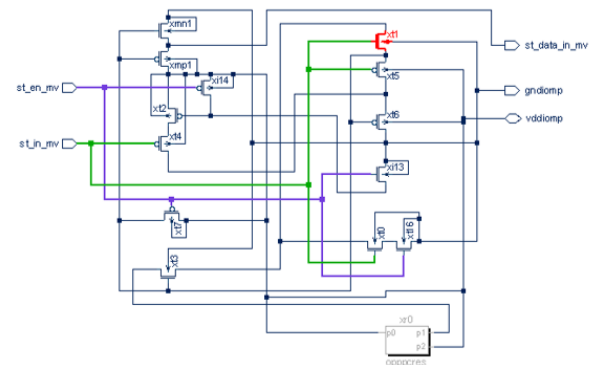 xmn1
xt1
st_data_in_mv
xmp1
xt5
st_en_mv
xi14
gndiomp
xt2
xt6
vddiomp
st_in_mv
xt4
xi13
xt7
xt0
xt16
xt3
xr0
p0
p1
p2